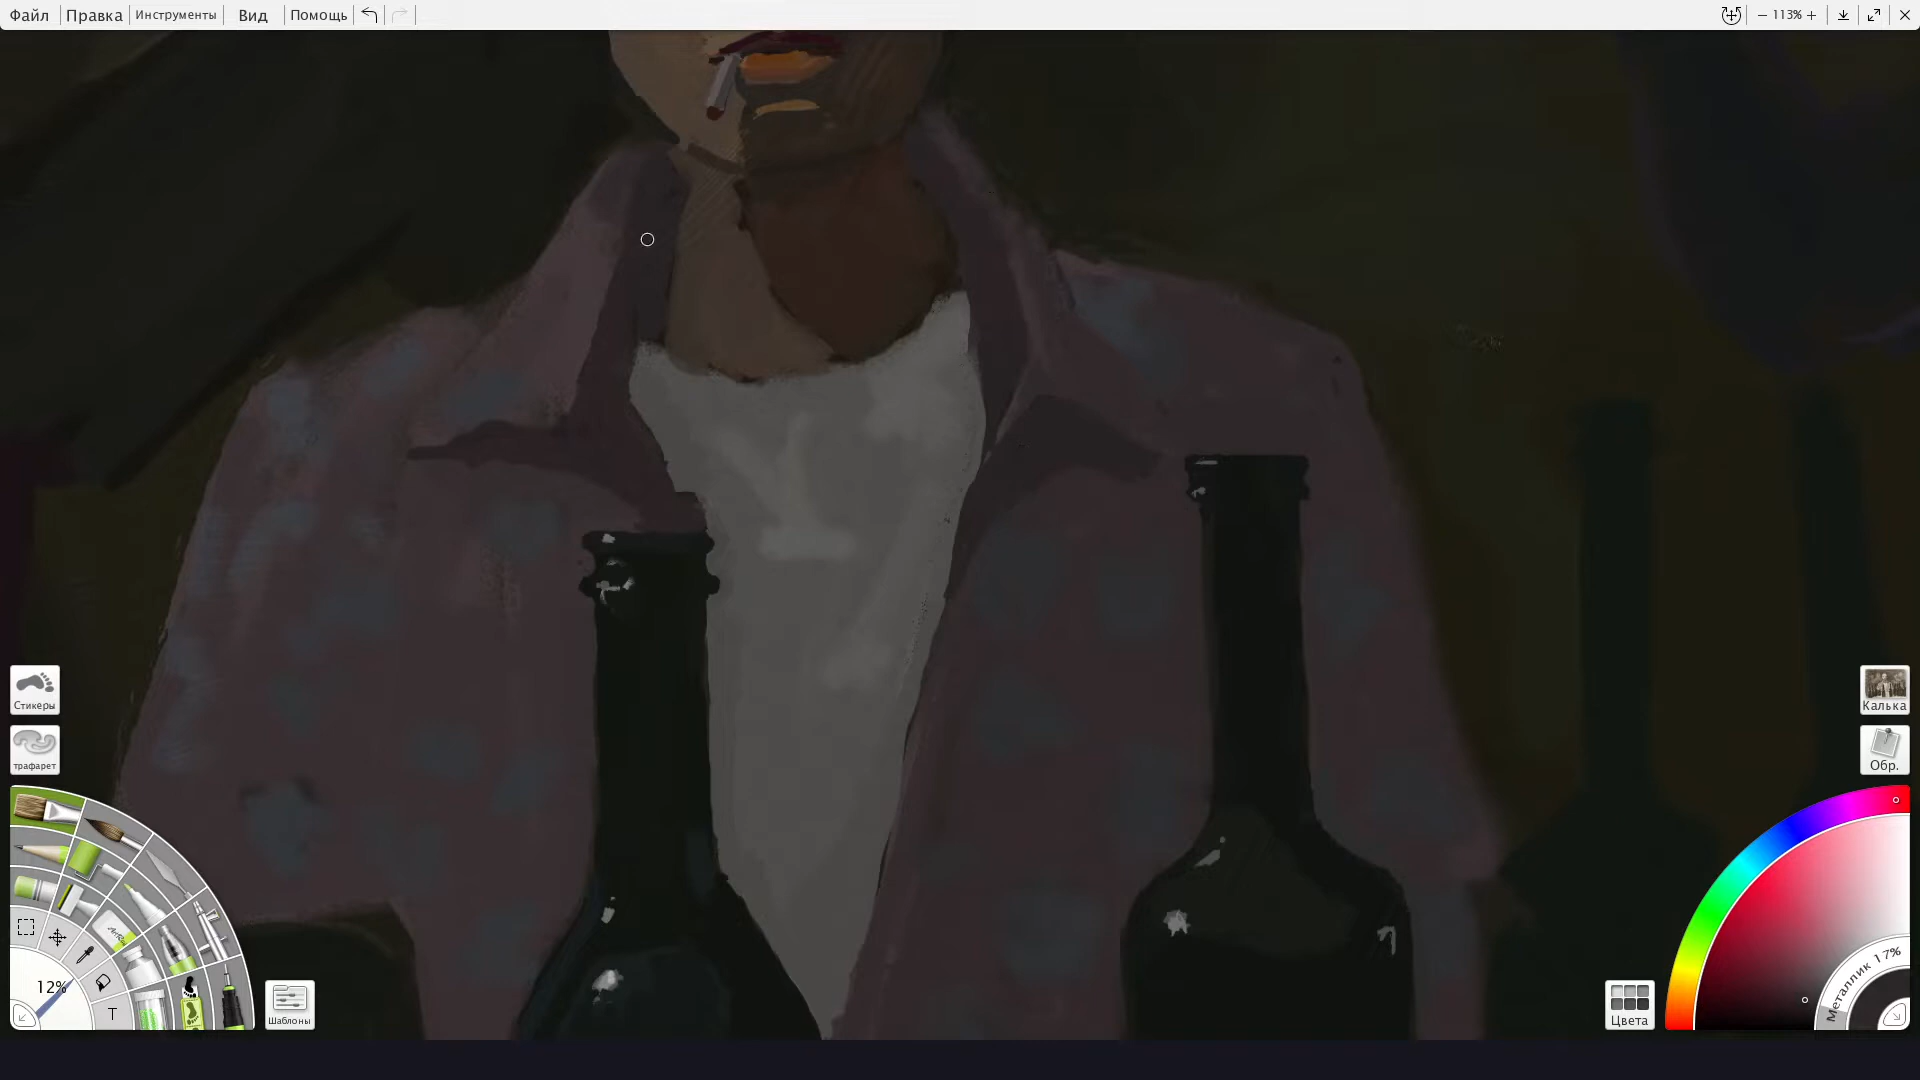 Файл Правка Инструменты Вид Помощь
113%
Стикеры
трафарет
12%
T
Шаблоны
Калька
Обр.
Металлик 17%
Цвета